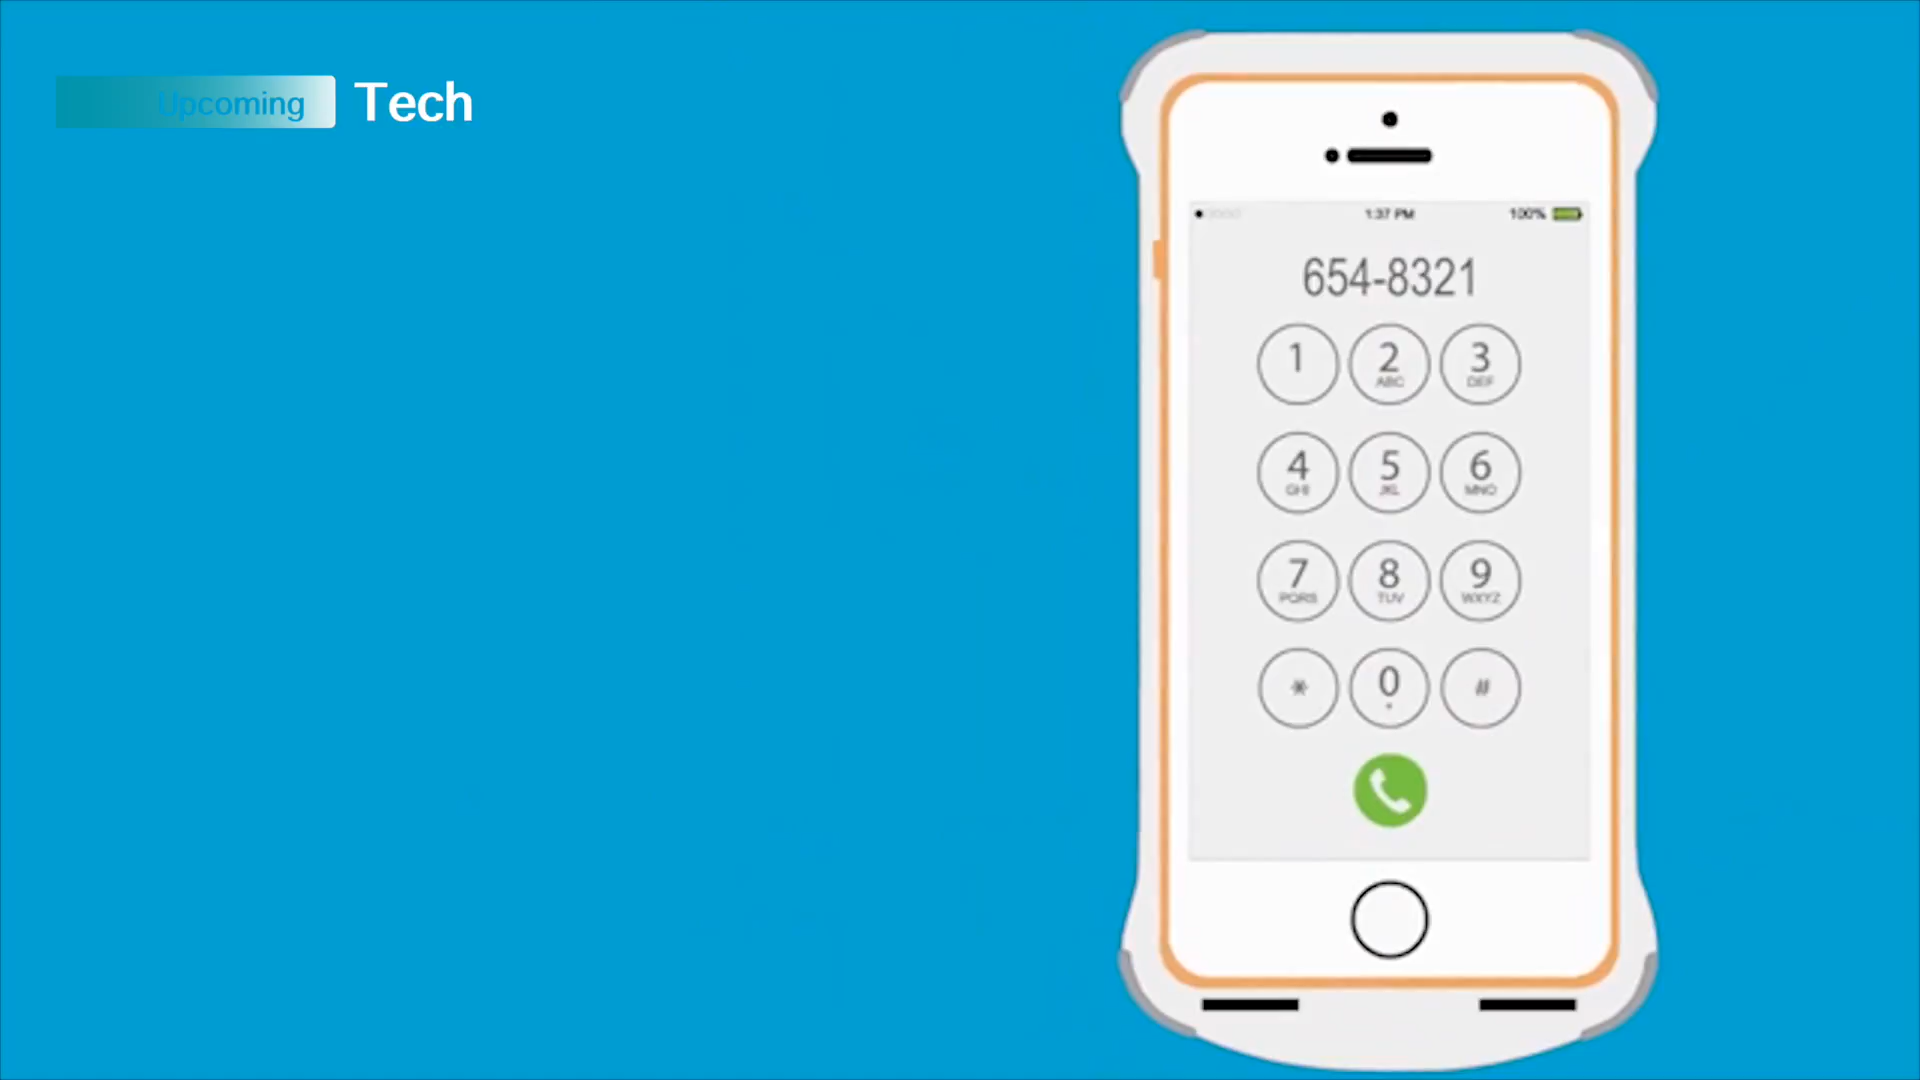 Upcoming Tech
1:37 PM 100%
654-8321
1 2 3
ABC DEF
4 5 6
GHI JKL MNO
7 8 9
PQRS TUV WXYZ
* 0 #
+